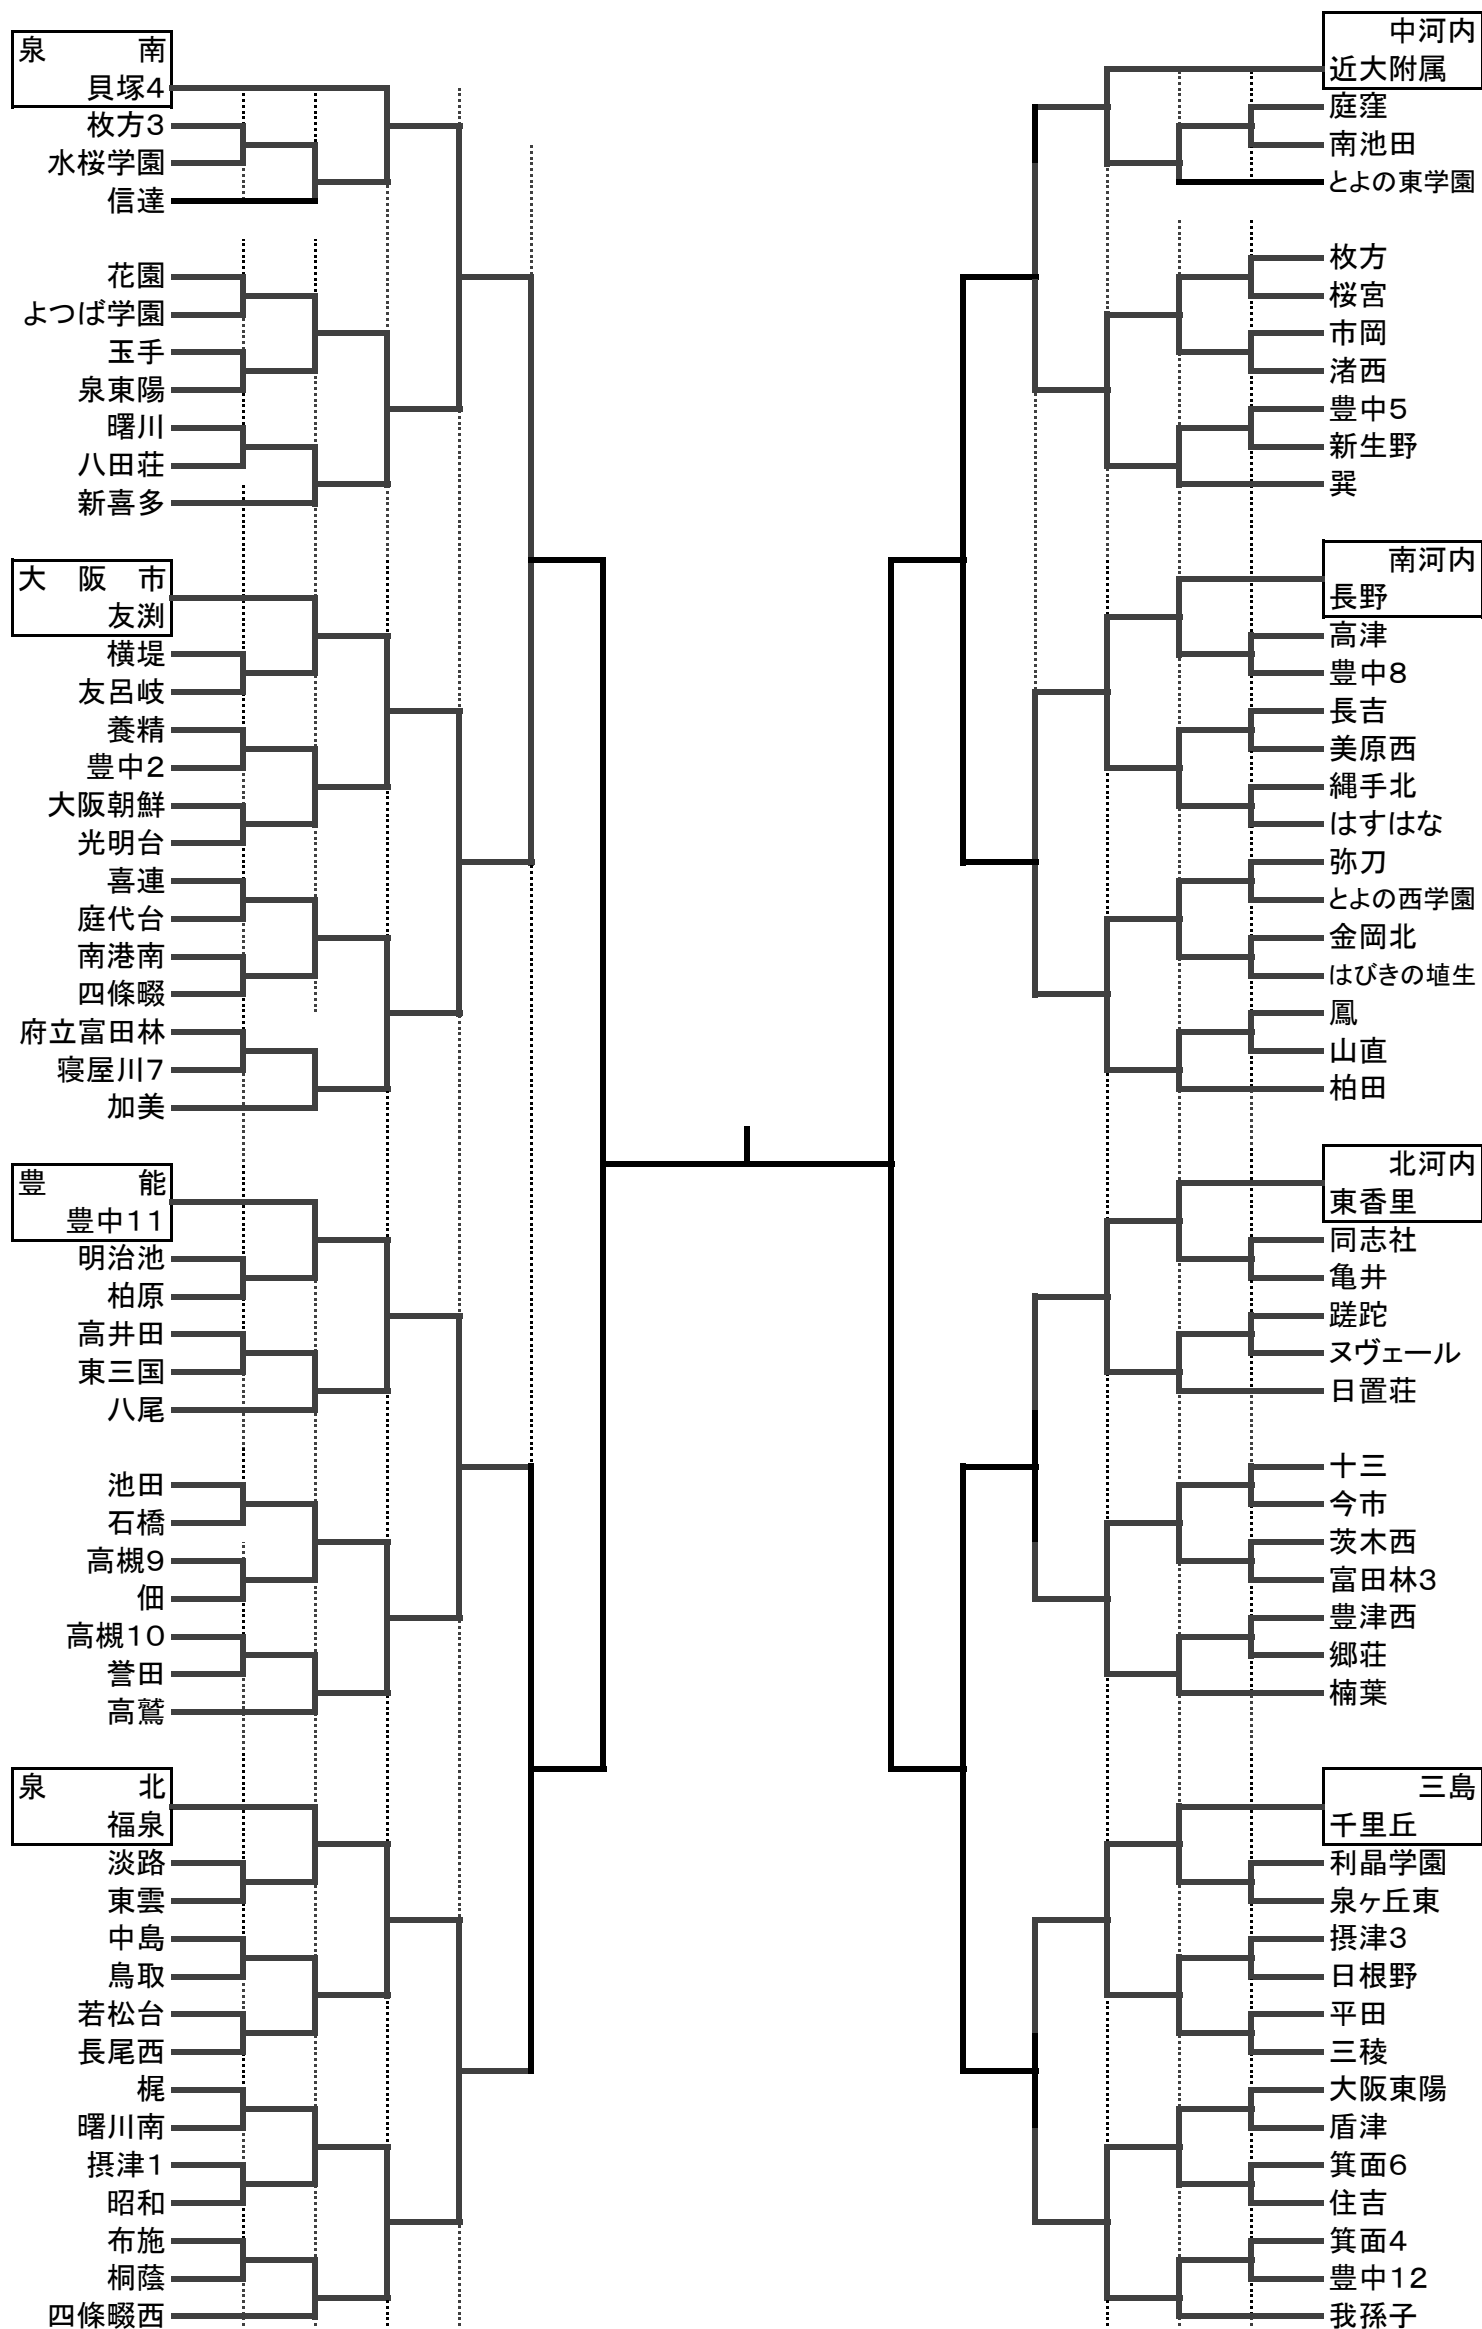 泉　　　南
貝塚4
枚方3
水桜学園
信達
花園
よつば学園
玉手
泉東陽
曙川
八田荘
新喜多
大　阪　市
友渕
横堤
友呂岐
養精
豊中2
大阪朝鮮
光明台
喜連
庭代台
南港南
四條畷
府立富田林
寝屋川7
加美
豊　　　能
豊中11
明治池
柏原
高井田
東三国
八尾
池田
石橋
高槻9
佃
高槻10
誉田
高鷲
泉　　　北
福泉
淡路
東雲
中島
鳥取
若松台
長尾西
梶
曙川南
摂津1
昭和
布施
桐蔭
四條畷西
中河内
近大附属
庭窪
南池田
とよの東学園
枚方
桜宮
市岡
渚西
豊中5
新生野
巽
南河内
長野
高津
豊中8
長吉
美原西
縄手北
はすはな
弥刀
とよの西学園
金岡北
はびきの埴生
鳳
山直
柏田
北河内
東香里
同志社
亀井
蹉跎
ヌヴェール
日置荘
十三
今市
茨木西
富田林3
豊津西
郷荘
楠葉
三島
千里丘
利晶学園
泉ヶ丘東
摂津3
日根野
平田
三稜
大阪東陽
盾津
箕面6
住吉
箕面4
豊中12
我孫子